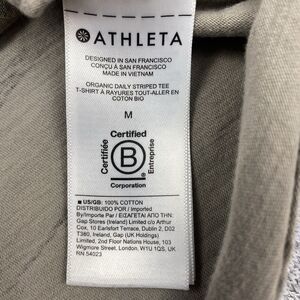 ATHLETA
DESIGNED IN SAN FRANCISCO
CONÇU À SAN FRANCISCO
MADE IN VIETNAM
ORGANIC DAILY STRIPED TEE
T-SHIRT À RAYURES TOUT-ALLER EN
COTON BIO
M
Certified
Certifiée
B
Entreprise
Corporation
■ US/GB: 100% COTTON
DISTRIBUIDO POR / Imported
By/Importe Par / ΕΙΣΑΓΕΤΑΙ ΑΠΟ ΤΗΝ:
Gap Stores (Ireland) Limited c/o Arthur
Cox, 10 Earlsfort Terrace, Dublin 2, D02
T380, Ireland, Gap (UK Holdings)
Limited, 2nd Floor Nations House, 103
Wigmore Street, London, W1U 1QS, UK
RN 54023